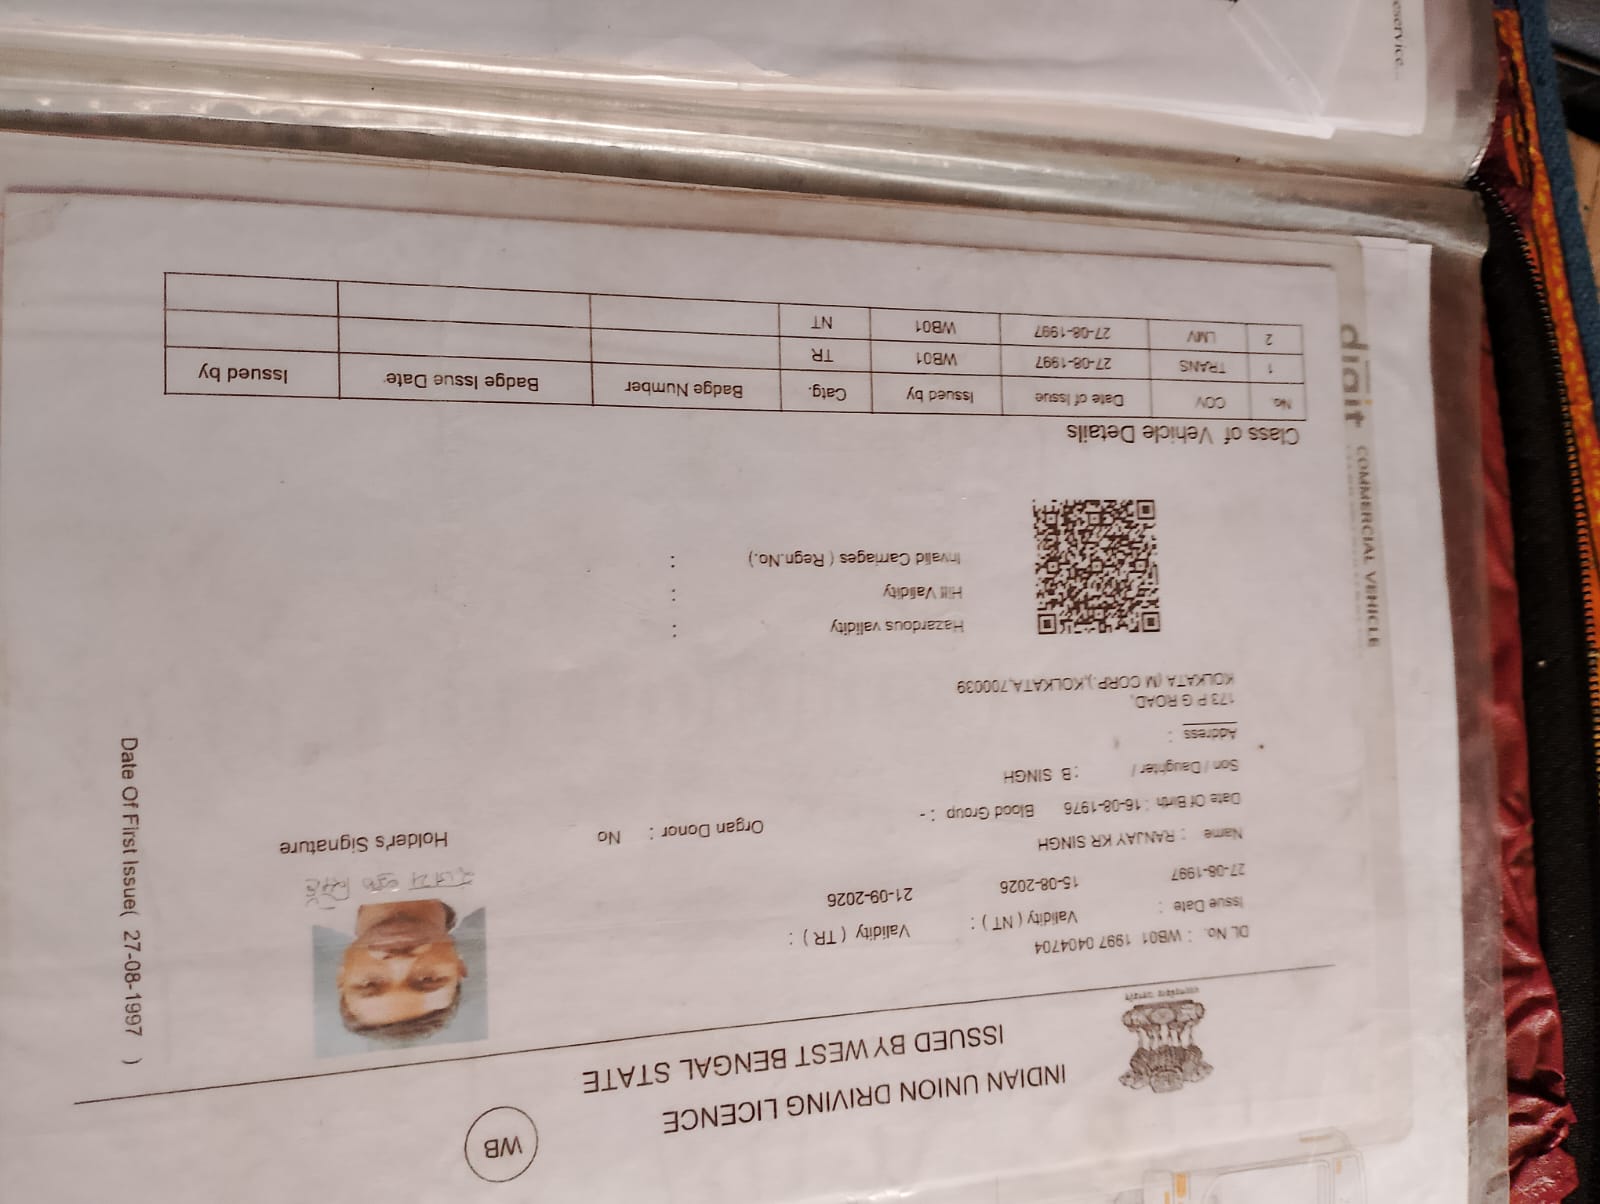 WB
INDIAN UNION DRIVING LICENCE
ISSUED BY WEST BENGAL STATE
DL No. : WB01 1997 0404704
Issue Date : Validity ( NT ) : Validity ( TR ) :
27-08-1997 15-08-2026 21-09-2026
Name : RANJAY KR SINGH
Date Of Birth : 16-08-1976 Blood Group : -
Organ Donor : No
Holder's Signature
Son / Daughter / : B SINGH
Address :
173 P G ROAD,
KOLKATA (M CORP.),KOLKATA,700039
Date Of First Issue( 27-08-1997 )
Hazardous validity :
Hill Validity :
Invalid Carriages ( Regn.No.) :
Class of Vehicle Details
No. COV Date of Issue Issued by Catg. Badge Number Badge Issue Date Issued by
1 TRANS 27-08-1997 WB01 TR
2 LMV 27-08-1997 WB01 NT
COMMERCIAL VEHICLE